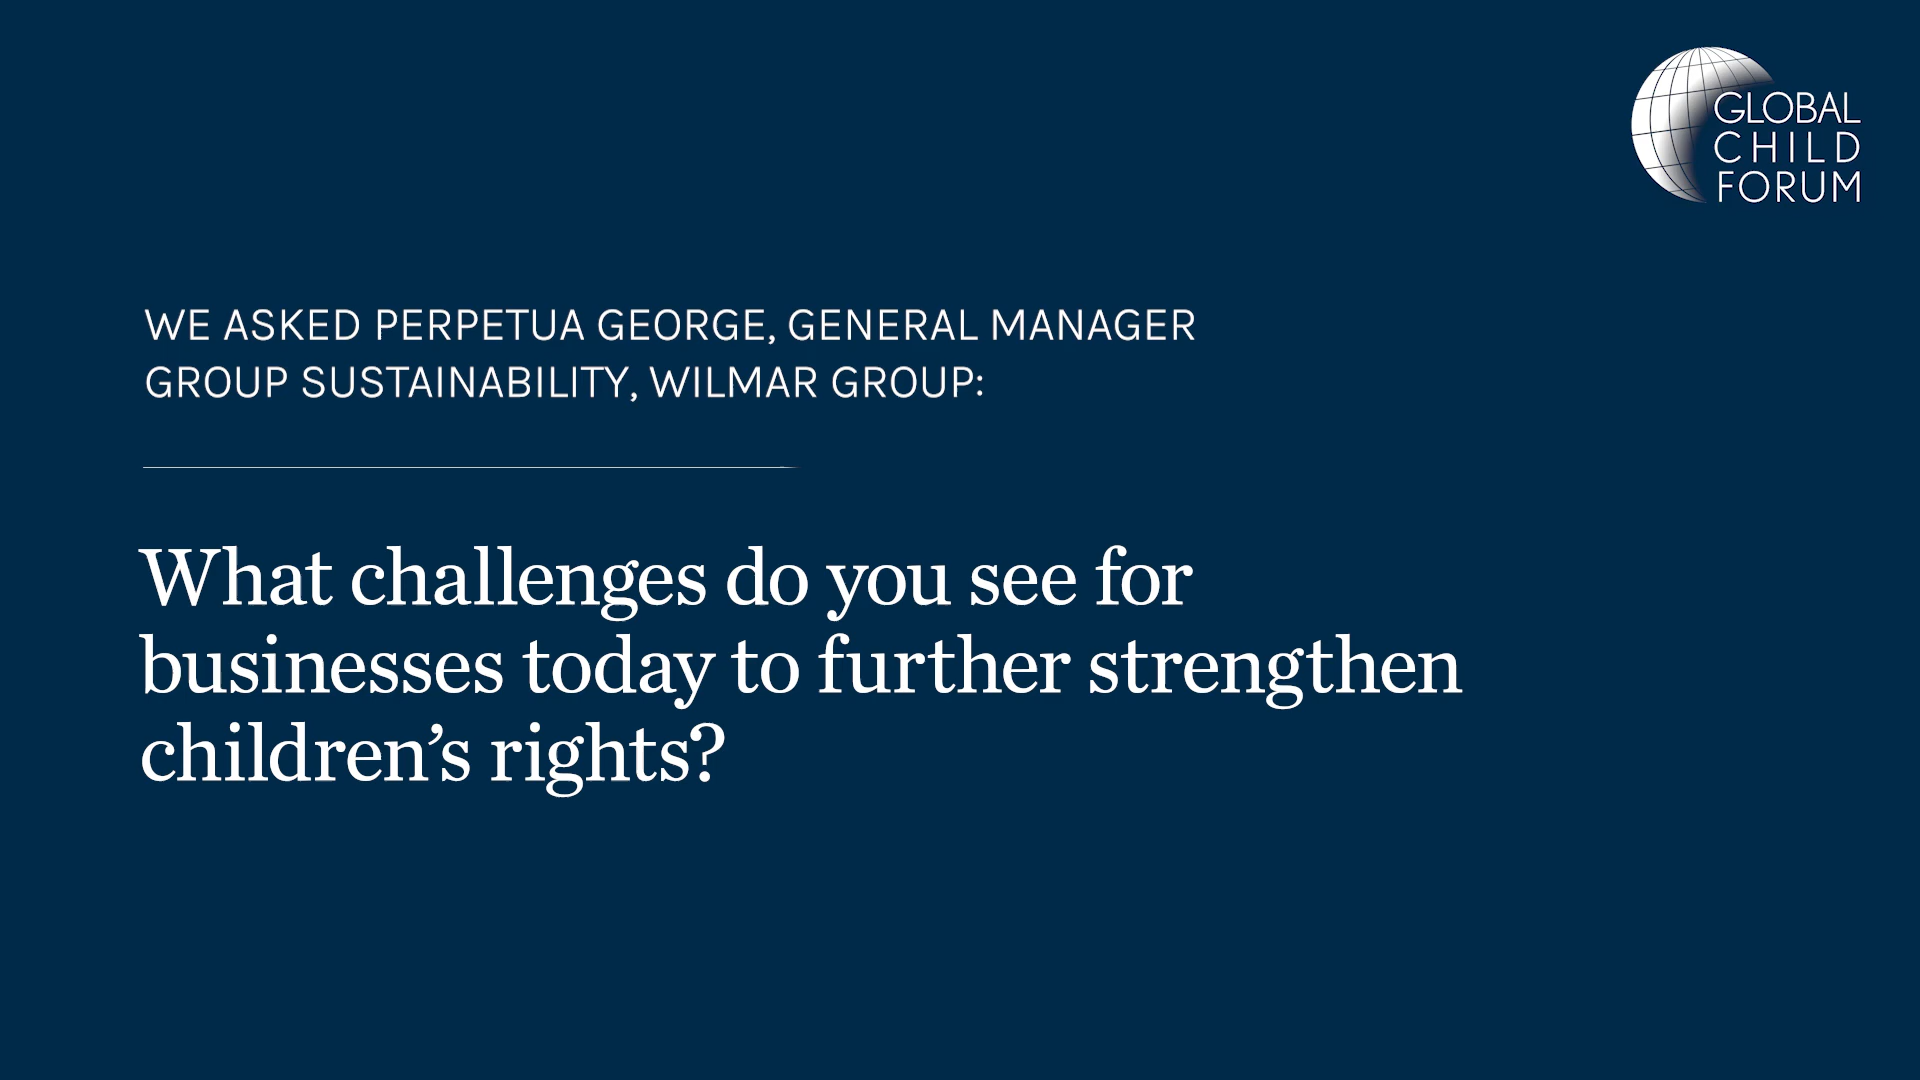 GLOBAL
CHILD
FORUM
WE ASKED PERPETUA GEORGE, GENERAL MANAGER
GROUP SUSTAINABILITY, WILMAR GROUP:
What challenges do you see for
businesses today to further strengthen
children’s rights?